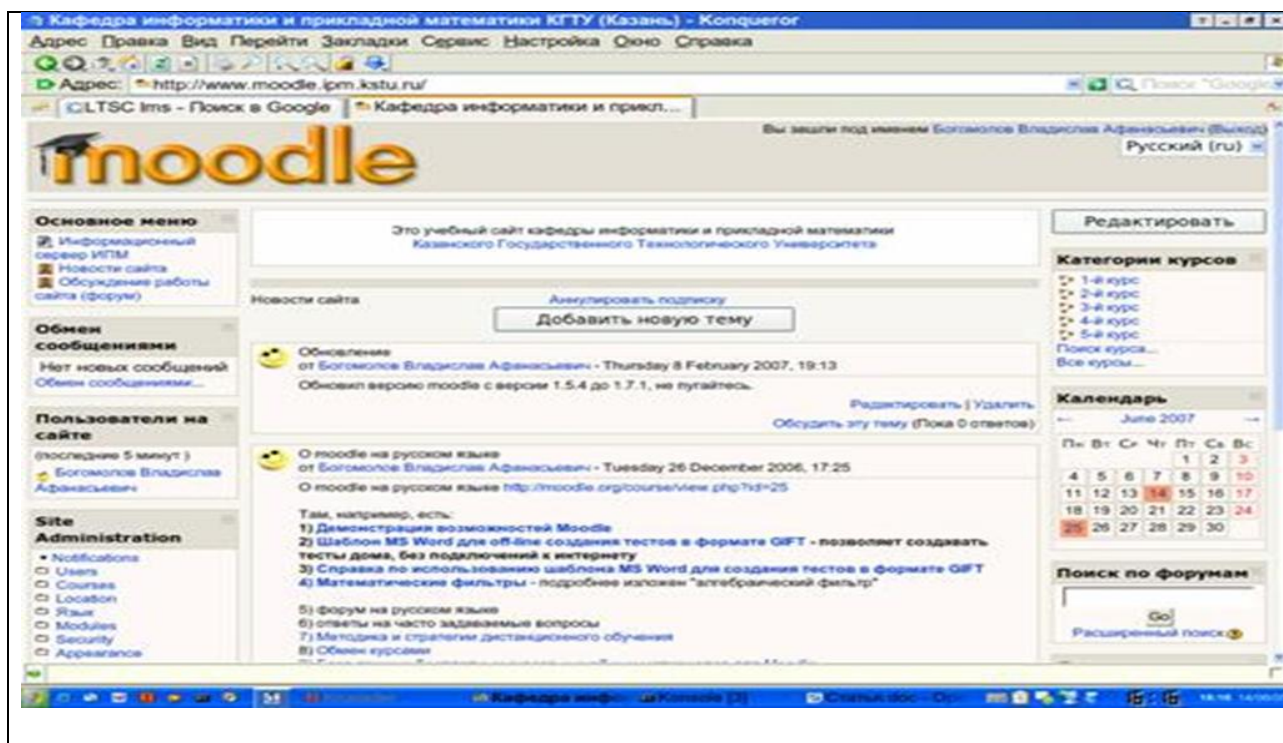 Кафедра информатики и прикладной математики КГТУ (Казань) - Konqueror
Адрес Правка Вид Перейти Закладки Сервис Настройка Окно Справка
Адрес: http://www.moodle.ipm.kstu.ru/
Поиск "Google
LTSC lms - Поиск в Google
Кафедра информатики и прикл...
moodle
Вы зашли под именем Богомолов Владислав Афанасьевич (Выход)
Русский (ru)
Основное меню
Информационный
сервер ИПМ
Новости сайта
Обсуждение работы
сайта (форум)
Обмен
сообщениями
Нет новых сообщений
Обмен сообщениями...
Пользователи на
сайте
(последние 5 минут )
Богомолов Владислав
Афанасьевич
Site
Administration
Notifications
Users
Courses
Location
Язык
Modules
Security
Appearance
Это учебный сайт кафедры информатики и прикладной математики
Казанского Государственного Технологического Университета
Новости сайта
Аннулировать подписку
Добавить новую тему
Обновление
от Богомолов Владислав Афанасьевич - Thursday 8 February 2007, 19:13
Обновил версию moodle с версии 1.5.4 до 1.7.1, не пугайтесь.
Редактировать | Удалить
Обсудить эту тему (Пока 0 ответов)
О moodle на русском языке
от Богомолов Владислав Афанасьевич - Tuesday 26 December 2006, 17:25
О moodle на русском языке http://moodle.org/course/view.php?id=25
Там, например, есть:
1) Демонстрация возможностей Moodle
2) Шаблон MS Word для off-line создания тестов в формате GIFT - позволяет создавать
тесты дома, без подключений к интернету
3) Справка по использованию шаблона MS Word для создания тестов в формате GIFT
4) Математические фильтры - подробнее изложен "алгебраический фильтр"
5) форум на русском языке
6) ответы на часто задаваемые вопросы
7) Методика и стратегии дистанционного обучения
8) Обмен курсами
Редактировать
Категории курсов
1-й курс
2-й курс
3-й курс
4-й курс
5-й курс
Поиск курса...
Все курсы...
Календарь
June 2007
Пн Вт Ср Чт Пт Сб Вс
1 2 3
4 5 6 7 8 9 10
11 12 13 14 15 16 17
18 19 20 21 22 23 24
25 26 27 28 29 30
Поиск по форумам
Go
Расширенный поиск
Кафедра инфо
Konsole [3]
Статья.doc - Op